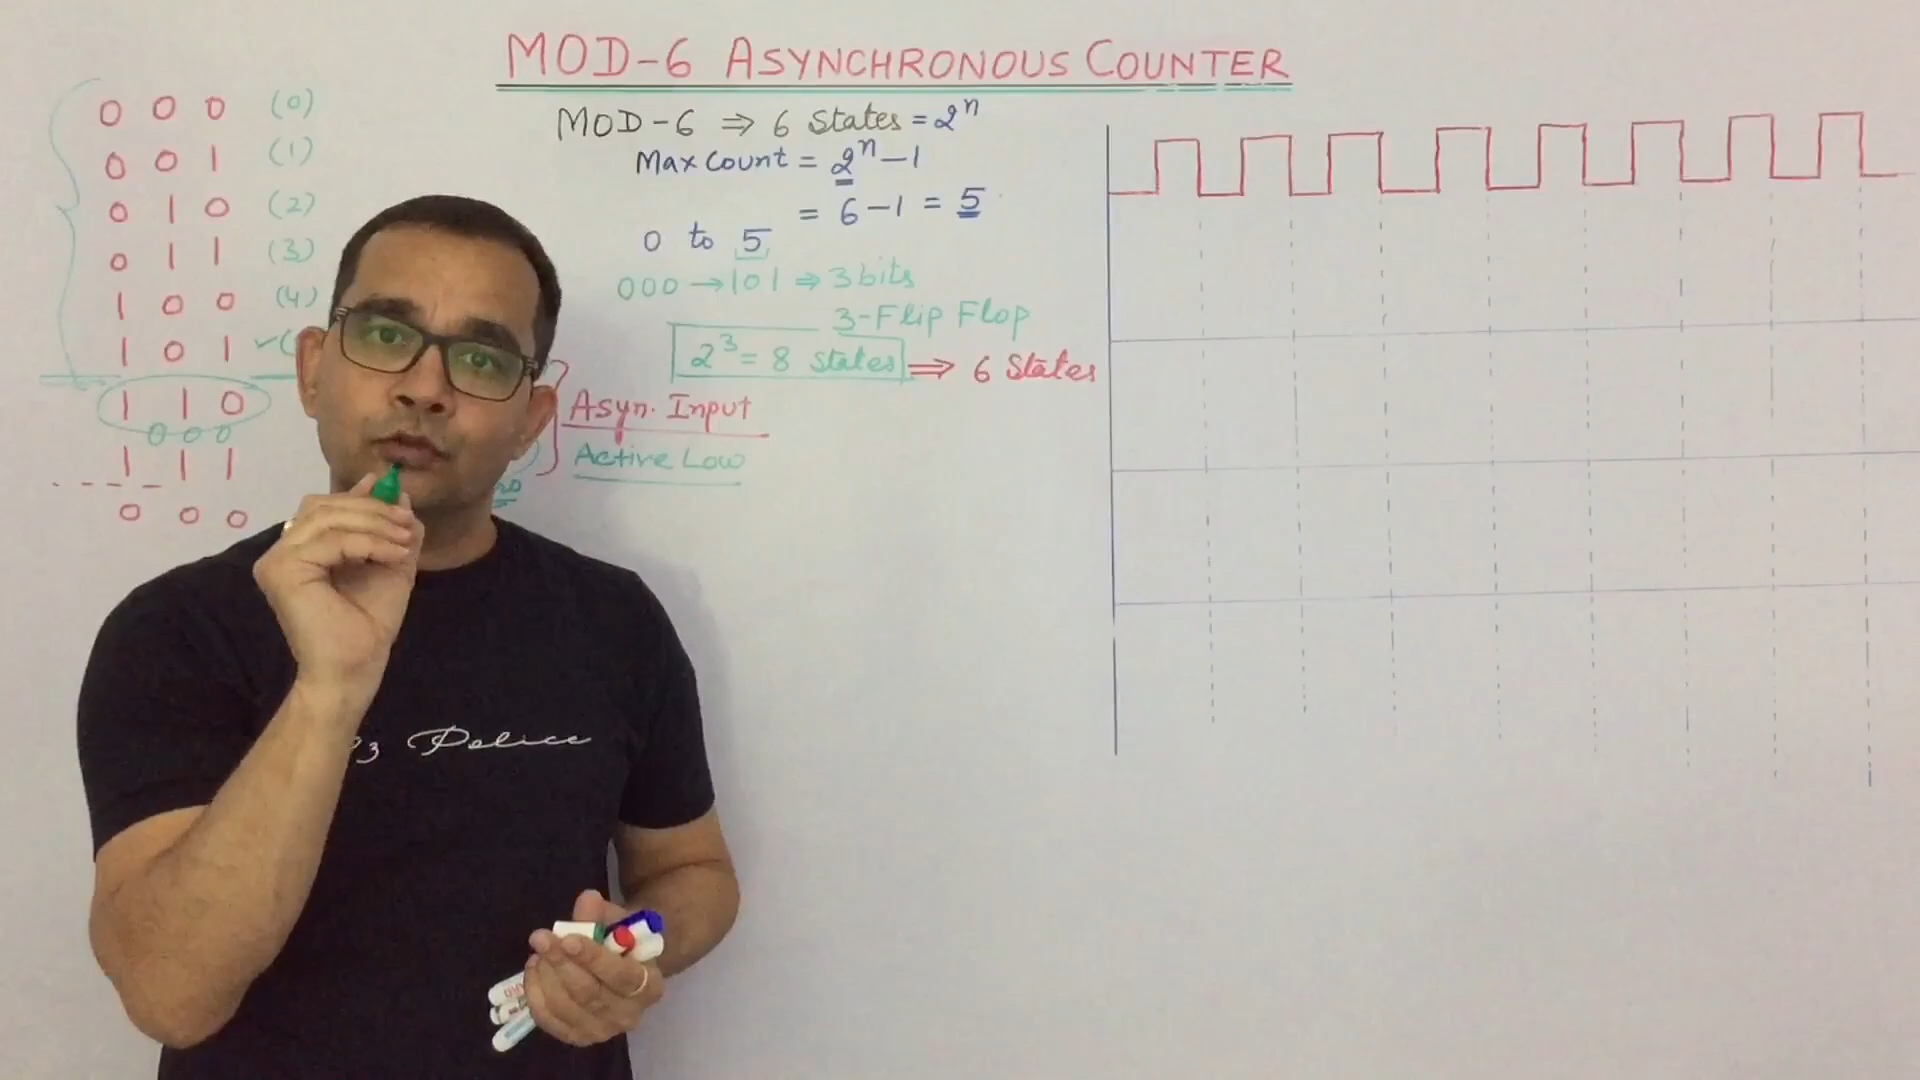 MOD-6 ASYNCHRONOUS COUNTER
MOD-6 ⇒ 6 States = 2ⁿ
Max Count = 2ⁿ-1
= 6-1 = 5
0 to 5
000 → 101 ⇒ 3 bits
3-Flip Flop
2³ = 8 states ⇒ 6 States
Asyn. Input
Active Low
0 0 0 (0)
0 0 1 (1)
0 1 0 (2)
0 1 1 (3)
1 0 0 (4)
1 0 1 ✓(
1 1 0
0 0 0
1 1 1
0 0 0
Police